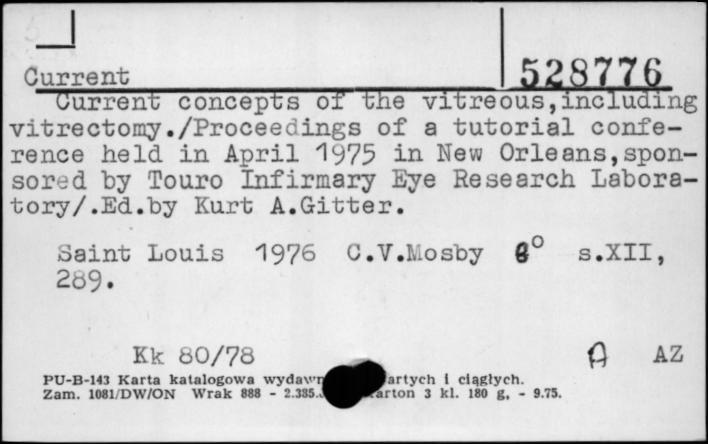 Current 528776
Current concepts of the vitreous,including
vitrectomy./Proceedings of a tutorial confe-
rence held in April 1975 in New Orleans,spon-
sored by Touro Infirmary Eye Research Labora-
tory/.Ed.by Kurt A.Gitter.
Saint Louis 1976 C.V.Mosby 8° s.XII,
289.
Kk 80/78 A AZ
PU-B-143 Karta katalogowa wydawn artych i ciągłych.
Zam. 1081/DW/ON Wrak 888 - 2.385. arton 3 kl. 180 g, - 9.75.